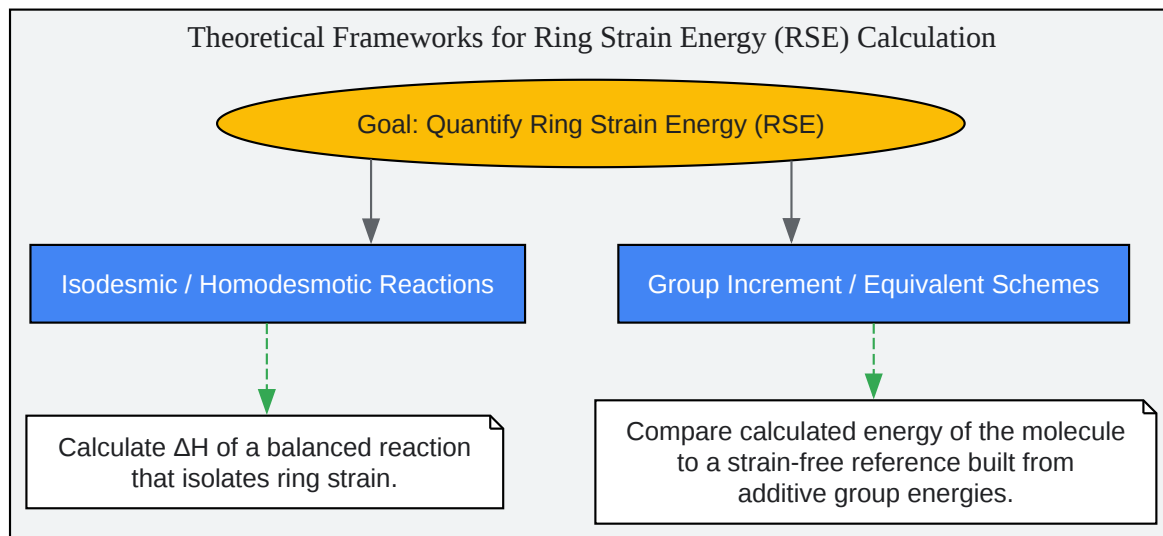 Theoretical Frameworks for Ring Strain Energy (RSE) Calculation
Goal: Quantify Ring Strain Energy (RSE)
Isodesmic / Homodesmotic Reactions
Group Increment / Equivalent Schemes
Calculate ΔH of a balanced reaction
that isolates ring strain.
Compare calculated energy of the molecule
to a strain-free reference built from
additive group energies.